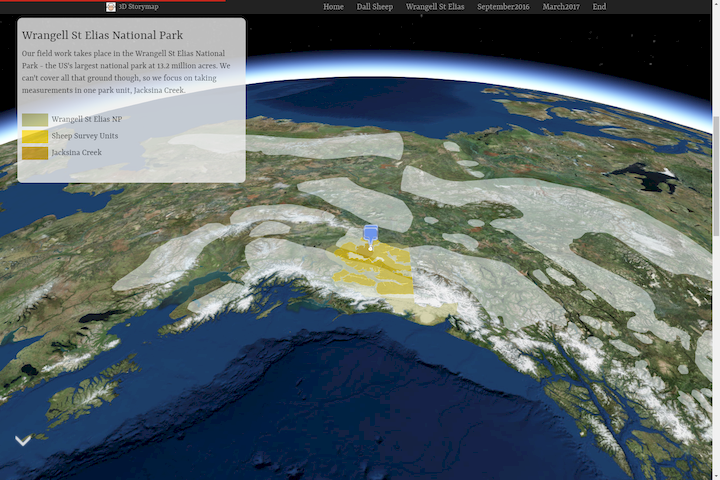 3D Storymap
Home Dall Sheep Wrangell St Elias September2016 March2017 End
Wrangell St Elias National Park
Our field work takes place in the Wrangell St Elias National
Park - the US's largest national park at 13.2 million acres. We
can't cover all that ground though, so we focus on taking
measurements in one park unit, Jacksina Creek.
Wrangell St Elias NP
Sheep Survey Units
Jacksina Creek